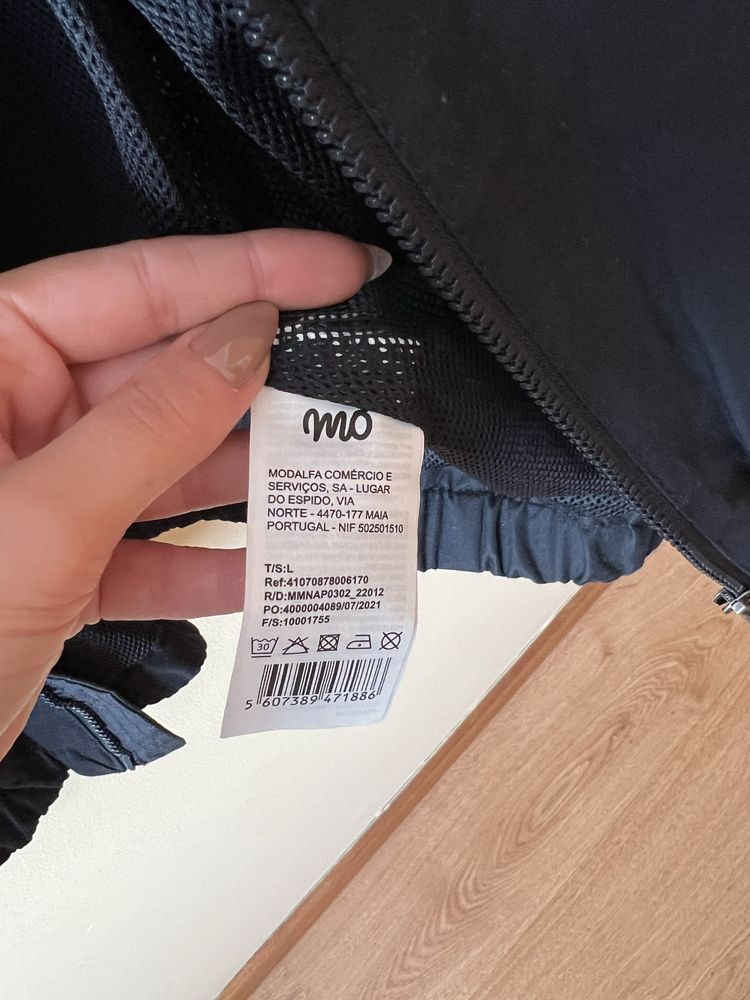 mo
MODALFA COMÉRCIO E
SERVIÇOS, SA - LUGAR
DO ESPIDO, VIA
NORTE - 4470-177 MAIA
PORTUGAL - NIF 502501510
T/S:L
Ref:41070878006170
R/D:MMNAP0302_22012
PO:4000004089/07/2021
F/S:10001755
30
5 607389 471886